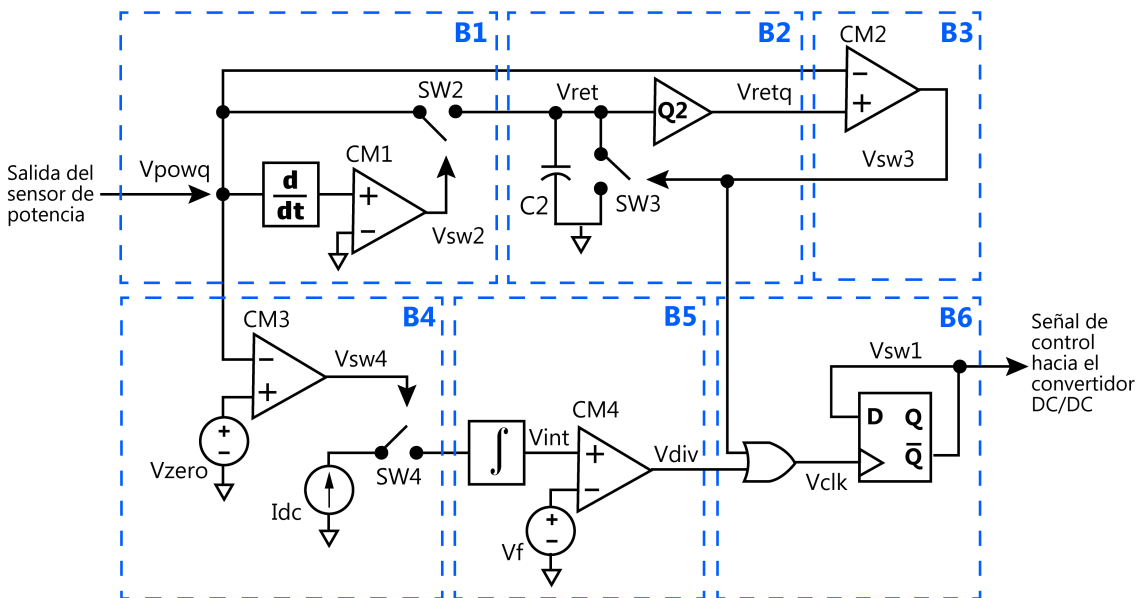 B1
B2
B3
CM2
SW2
Vret
Vretq
Q2
−
+
CM1
Vpowq
Salida del
sensor de
potencia
d
dt
+
−
Vsw2
C2
SW3
Vsw3
B4
B5
B6
CM3
Vsw4
−
+
+
−
Vzero
Idc
SW4
∫
Vint
CM4
+
−
Vdiv
+
−
Vf
Vclk
Vsw1
D Q
Q̅
Señal de
control
hacia el
convertidor
DC/DC